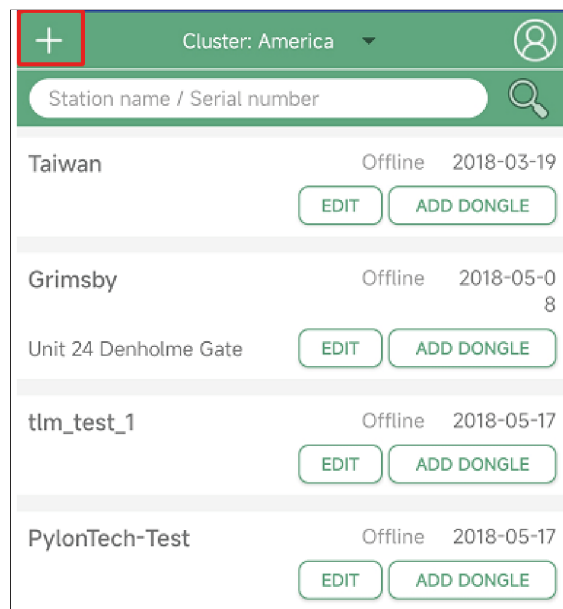 Cluster: America
Station name / Serial number
Taiwan Offline 2018-03-19
EDIT ADD DONGLE
Grimsby Offline 2018-05-0
8
Unit 24 Denholme Gate EDIT ADD DONGLE
tlm_test_1 Offline 2018-05-17
EDIT ADD DONGLE
PylonTech-Test Offline 2018-05-17
EDIT ADD DONGLE